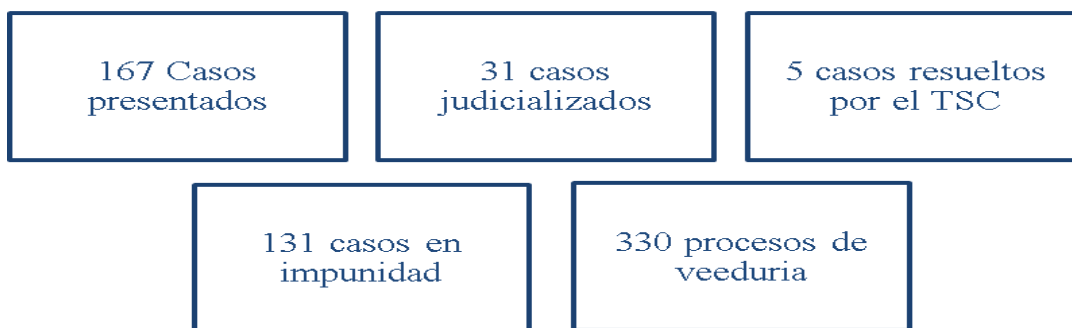 167 Casos
presentados
31 casos
judicializados
5 casos resueltos
por el TSC
131 casos en
impunidad
330 procesos de
veeduria